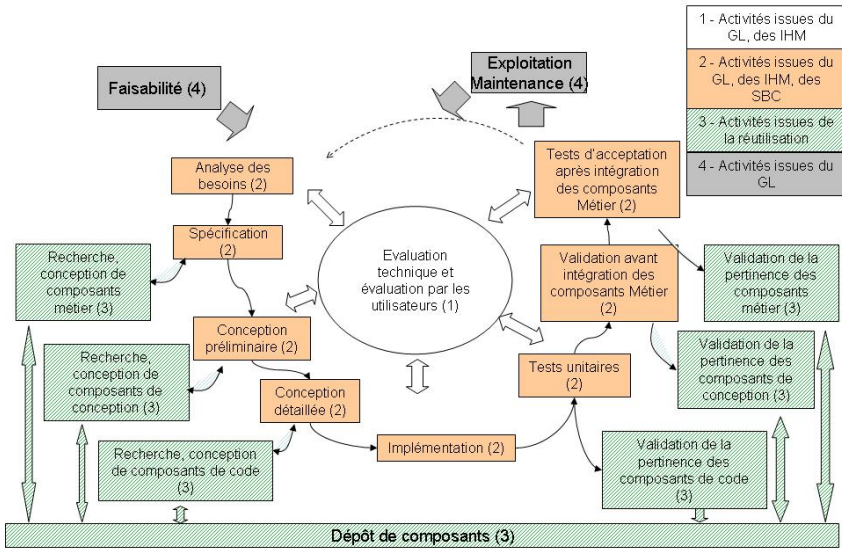 1 - Activités issues du
GL, des IHM
2 - Activités issues du
GL, des IHM, des
SBC
3 - Activités issues de
la réutilisation
4 - Activités issues du
GL
Faisabilité (4)
Exploitation
Maintenance (4)
Analyse des
besoins (2)
Tests d'acceptation
après intégration
des composants
Métier (2)
Spécification
(2)
Recherche,
conception de
composants
métier (3)
Evaluation
technique et
évaluation par les
utilisateurs (1)
Validation avant
intégration des
composants Métier
(2)
Validation de la
pertinence des
composants
métier (3)
Conception
préliminaire (2)
Recherche,
conception de
composants de
conception (3)
Tests unitaires
(2)
Validation de la
pertinence des
composants de
conception (3)
Conception
détaillée (2)
Recherche, conception
de composants de code
(3)
Implémentation (2)
Validation de la
pertinence des
composants de code
(3)
Dépôt de composants (3)